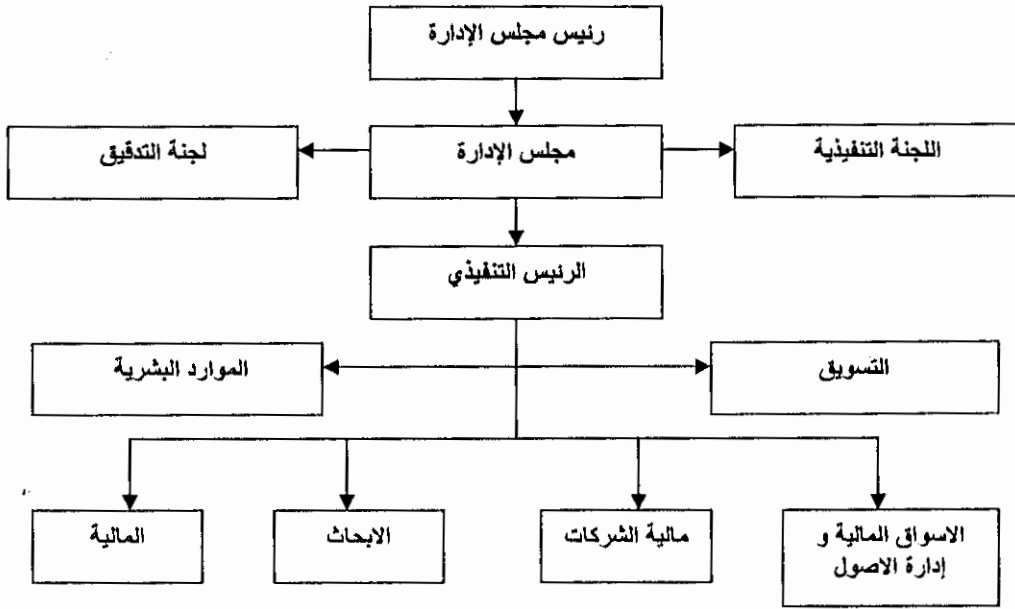 رئيس مجلس الإدارة
اللجنة التنفيذية
مجلس الإدارة
لجنة التدقيق
الرئيس التنفيذي
التسويق
الموارد البشرية
الاسواق المالية و
إدارة الاصول
مالية الشركات
الابحاث
المالية